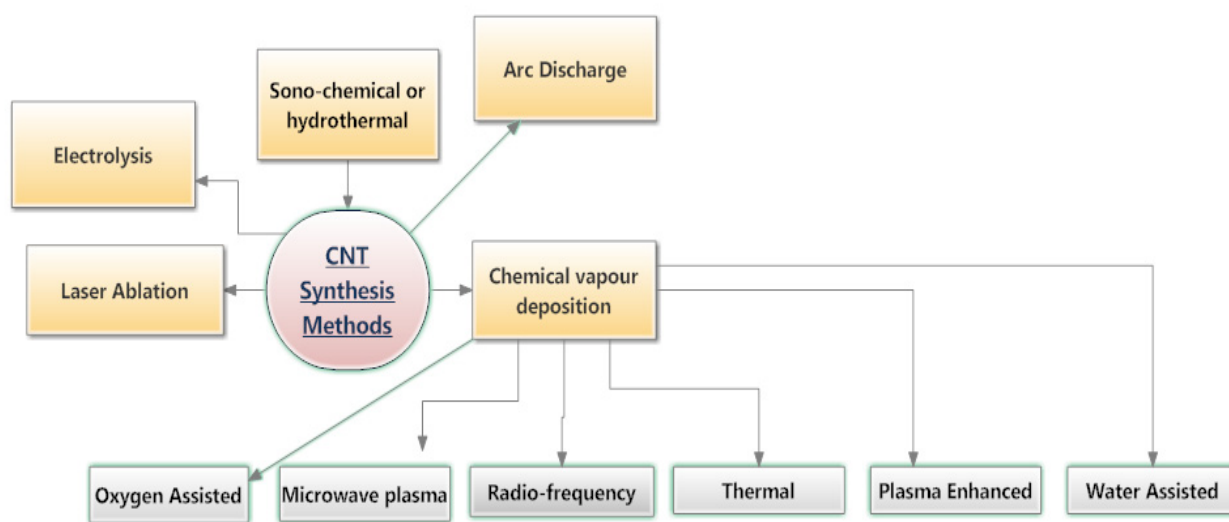 Arc Discharge
Sono-chemical or
hydrothermal
Electrolysis
CNT
Synthesis
Methods
Laser Ablation
Chemical vapour
deposition
Oxygen Assisted
Microwave plasma
Radio-frequency
Thermal
Plasma Enhanced
Water Assisted